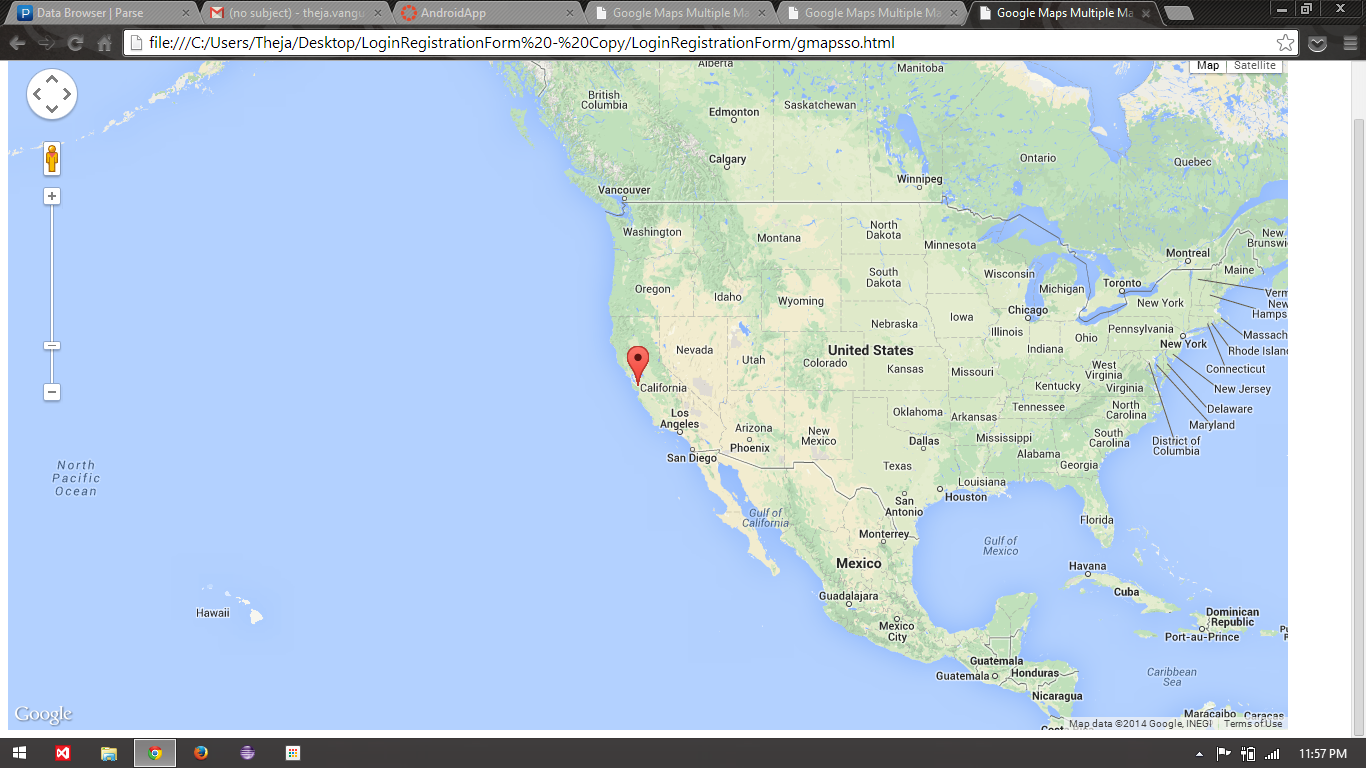 Data Browser | Parse
(no subject) - theja.vangu
AndroidApp
Google Maps Multiple Ma
Google Maps Multiple Ma
Google Maps Multiple Ma
file:///C:/Users/Theja/Desktop/LoginRegistrationForm%20-%20Copy/LoginRegistrationForm/gmapsso.html
Map
Satellite
Alberta
Manitoba
British
Columbia
Edmonton
Saskatchewan
Calgary
Ontario
Quebec
Winnipeg
Vancouver
Washington
Montana
North
Dakota
Minnesota
New
Brunswi
Montreal
Maine
South
Dakota
Wisconsin
Michigan
Toronto
Oregon
Idaho
Wyoming
New York
Verm
New
Hamps
Chicago
Iowa
Nebraska
Illinois
Indiana
Ohio
Pennsylvania
New York
Massach
Rhode Islan
Connecticut
Nevada
Utah
Colorado
United States
Kansas
Missouri
West
Virginia
Kentucky
Virginia
New Jersey
Delaware
Maryland
District of
Columbia
California
Los
Angeles
San Diego
Arizona
Phoenix
New
Mexico
Oklahoma
Arkansas
Tennessee
North
Carolina
South
Carolina
Dallas
Mississippi
Alabama
Georgia
Texas
Louisiana
San
Antonio
Houston
Florida
North
Pacific
Ocean
Gulf of
California
Monterrey
Gulf of
Mexico
Mexico
Havana
Cuba
Hawaii
Guadalajara
Mexico
City
Dominican
Republic
Port-au-Prince
Pu
Ri
Guatemala
Guatemala
Honduras
Nicaragua
Caribbean
Sea
Maracaibo
Caracas
Google
Map data ©2014 Google, INEGI
Terms of Use
11:57 PM